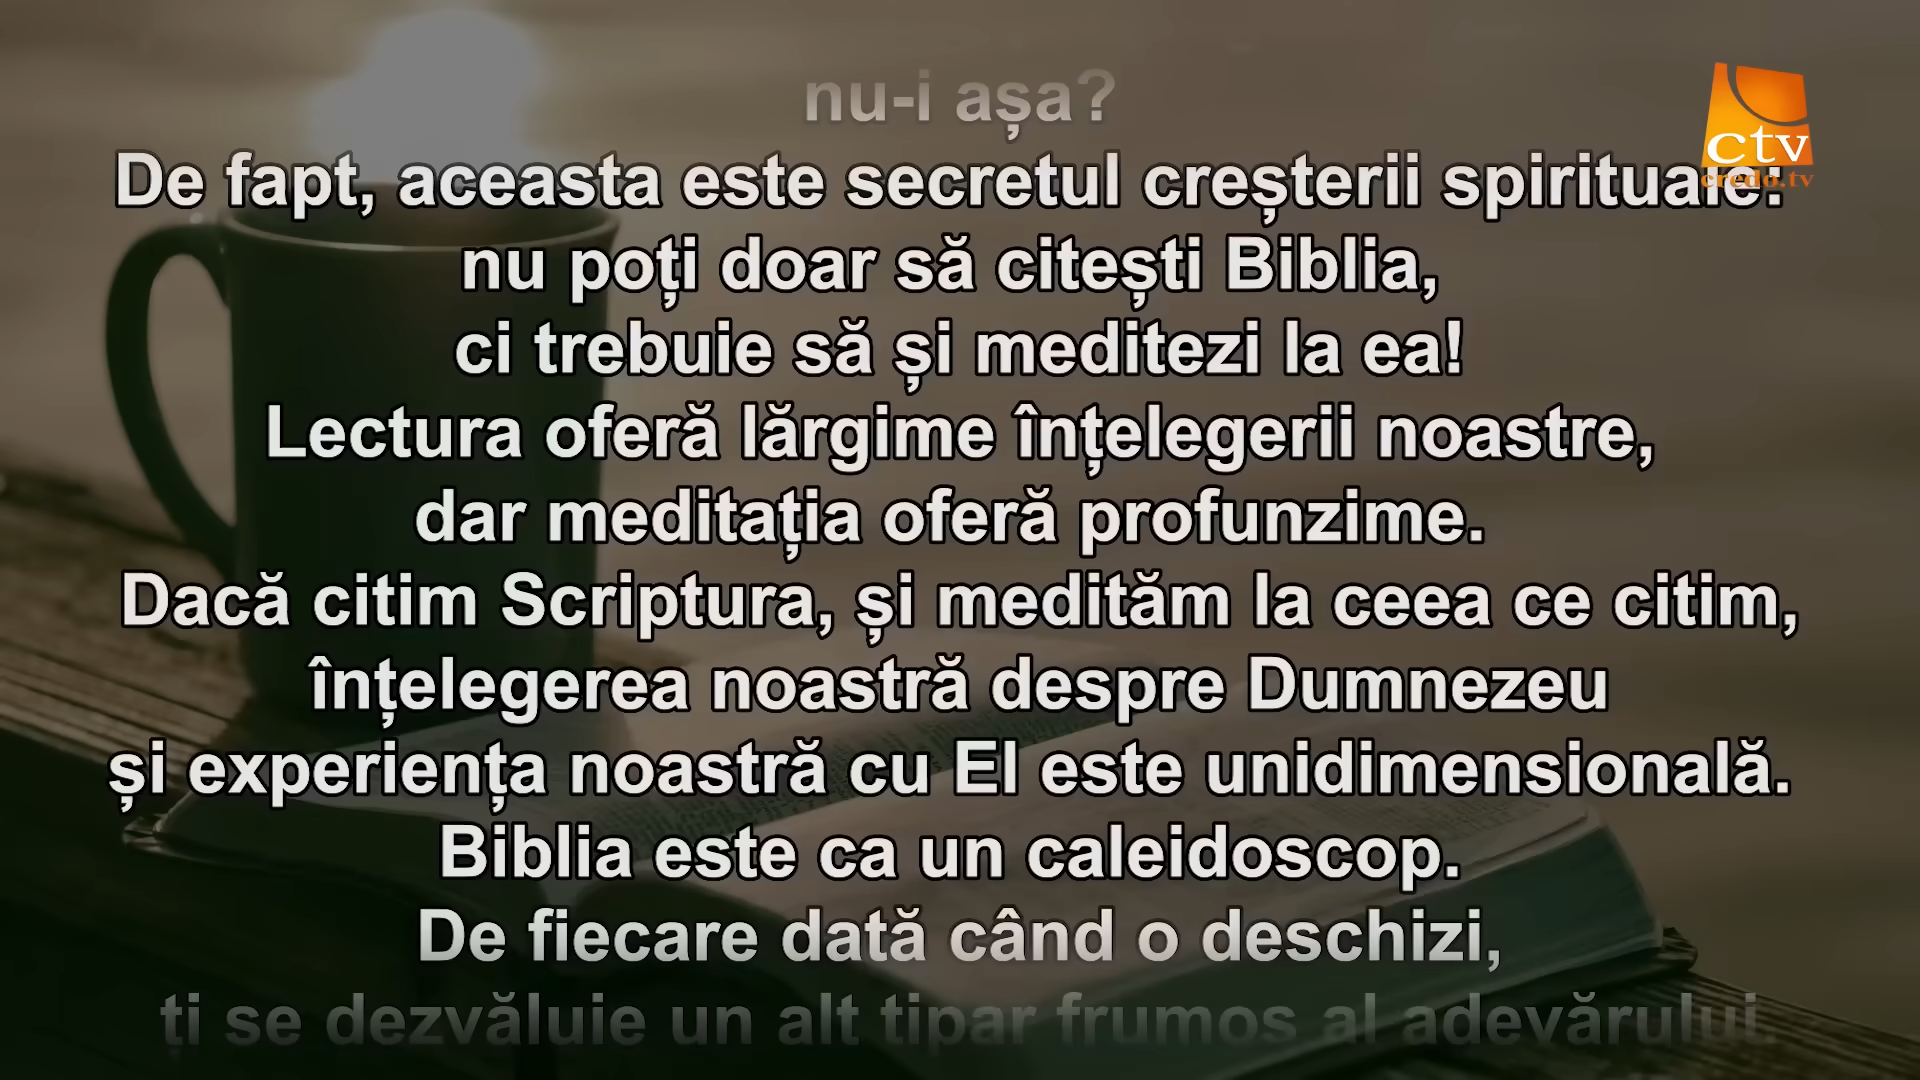 nu-i așa?
De fapt, aceasta este secretul creșterii spirituale:
nu poți doar să citești Biblia,
ci trebuie să și meditezi la ea!
Lectura oferă lărgime înțelegerii noastre,
dar meditația oferă profunzime.
Dacă citim Scriptura, și medităm la ceea ce citim,
înțelegerea noastră despre Dumnezeu
și experiența noastră cu El este unidimensională.
Biblia este ca un caleidoscop.
De fiecare dată când o deschizi,
ți se dezvăluie un alt tipar frumos al adevărului.
ctv
credo.tv